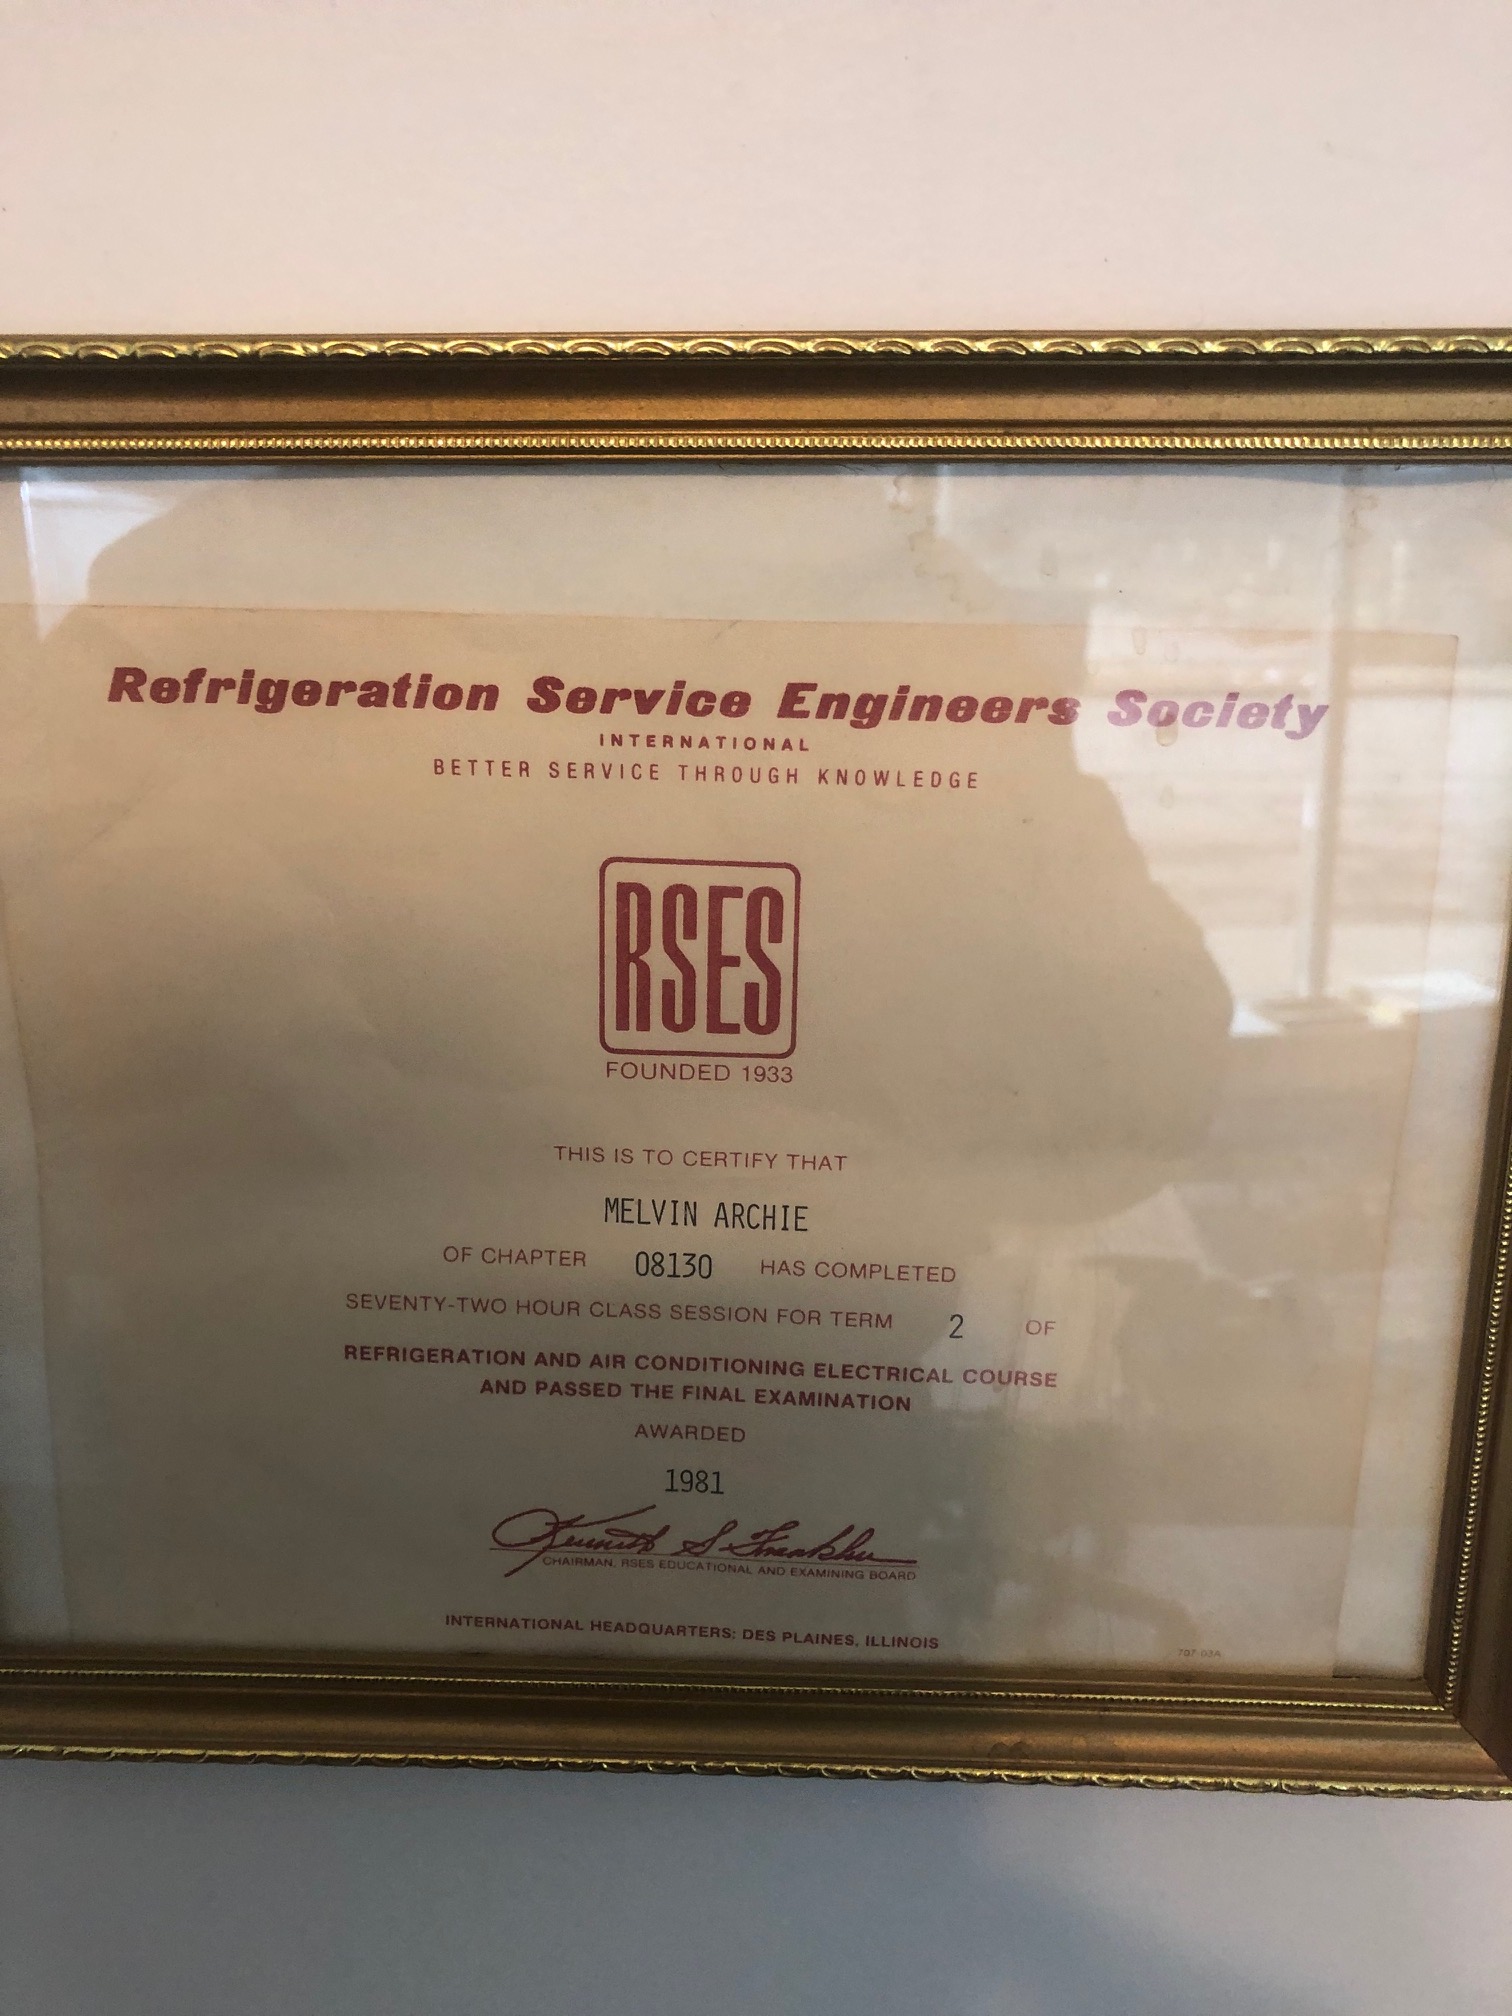 Refrigeration Service Engineers Society
INTERNATIONAL
BETTER SERVICE THROUGH KNOWLEDGE
RSES
FOUNDED 1933
THIS IS TO CERTIFY THAT
MELVIN ARCHIE
OF CHAPTER 08130 HAS COMPLETED
SEVENTY-TWO HOUR CLASS SESSION FOR TERM 2 OF
REFRIGERATION AND AIR CONDITIONING ELECTRICAL COURSE
AND PASSED THE FINAL EXAMINATION
AWARDED
1981
Kenneth S Franklin
CHAIRMAN, RSES EDUCATIONAL AND EXAMINING BOARD
INTERNATIONAL HEADQUARTERS: DES PLAINES, ILLINOIS
707-03A